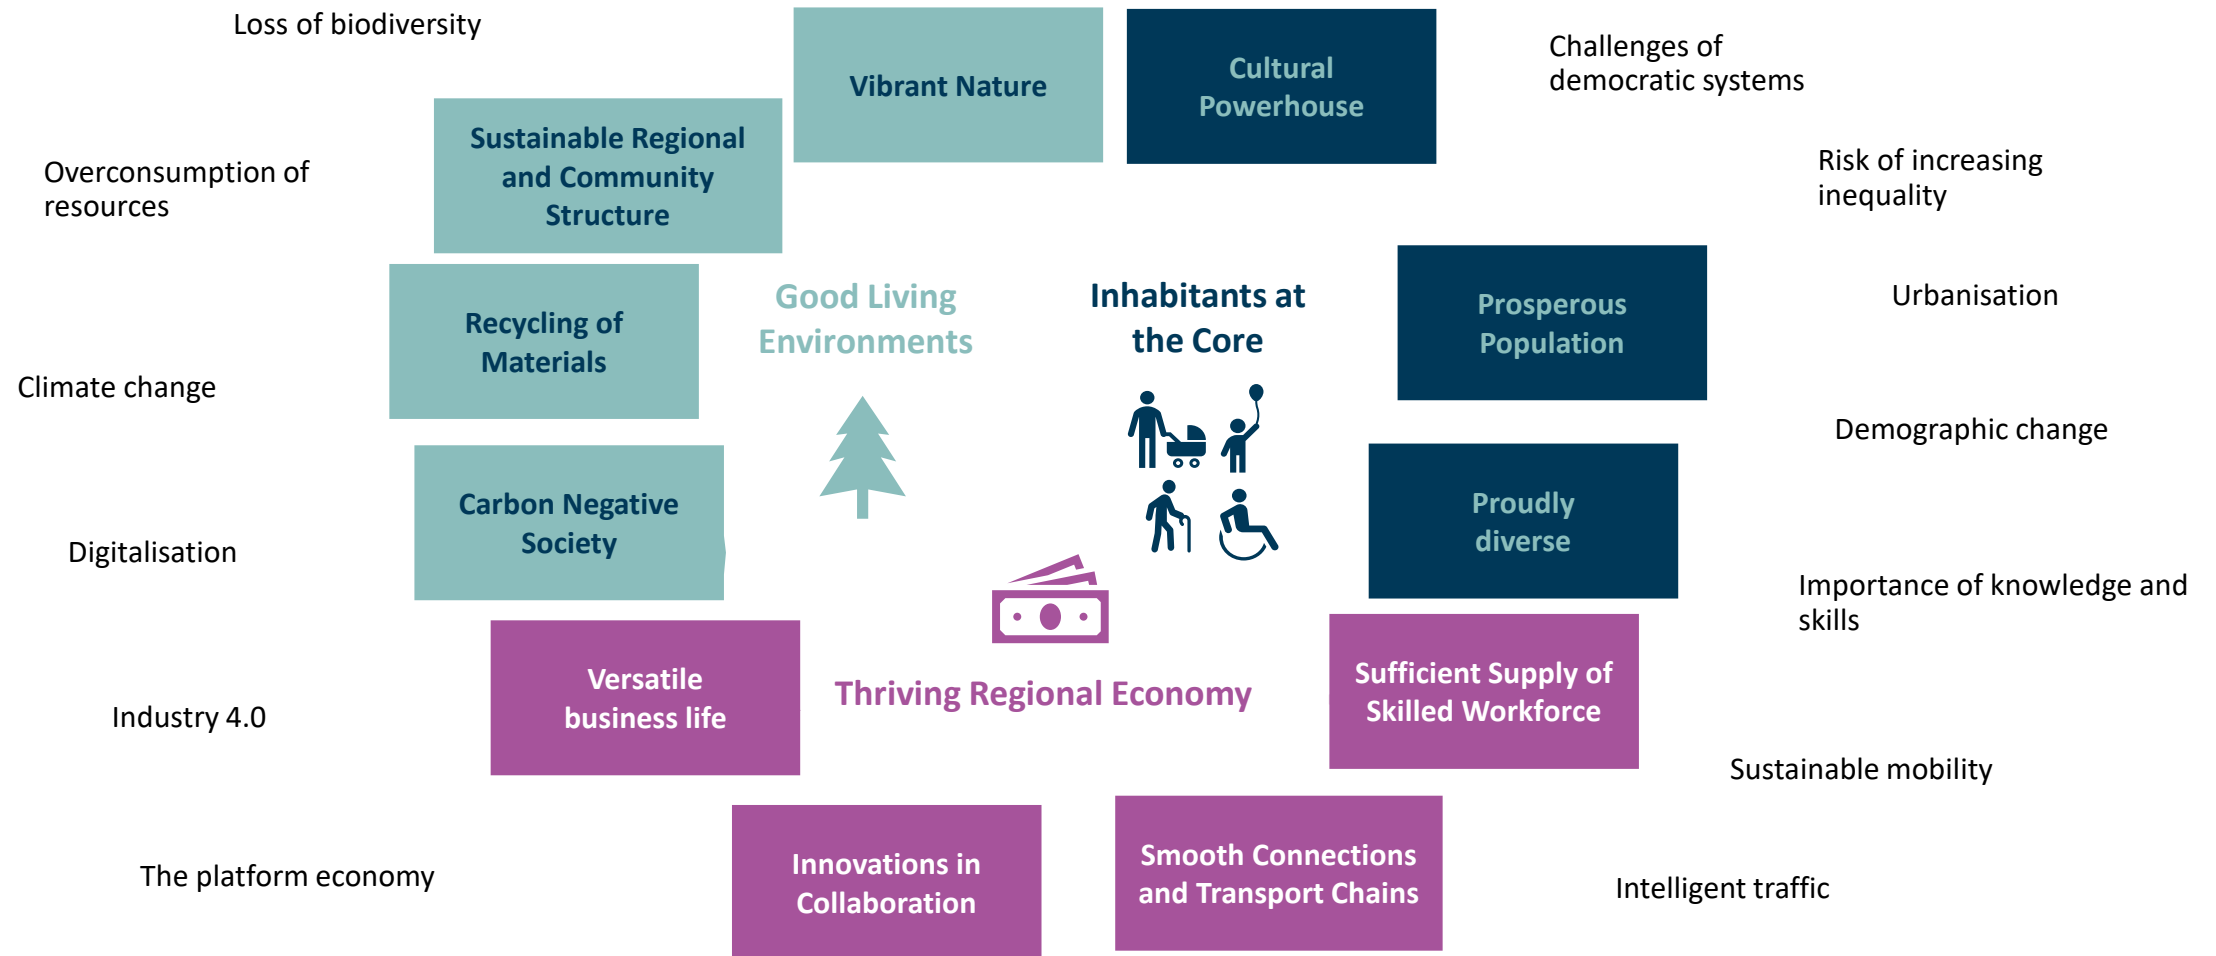 Loss of biodiversity
Vibrant Nature
Cultural
Powerhouse
Challenges of
democratic systems
Sustainable Regional
and Community
Structure
Overconsumption of
resources
Risk of increasing
inequality
Recycling of
Materials
Good Living
Environments
Inhabitants at
the Core
Prosperous
Population
Urbanisation
Climate change
Demographic change
Carbon Negative
Society
Proudly
diverse
Digitalisation
Importance of knowledge and
skills
Versatile
business life
Thriving Regional Economy
Sufficient Supply of
Skilled Workforce
Industry 4.0
Sustainable mobility
The platform economy
Innovations in
Collaboration
Smooth Connections
and Transport Chains
Intelligent traffic